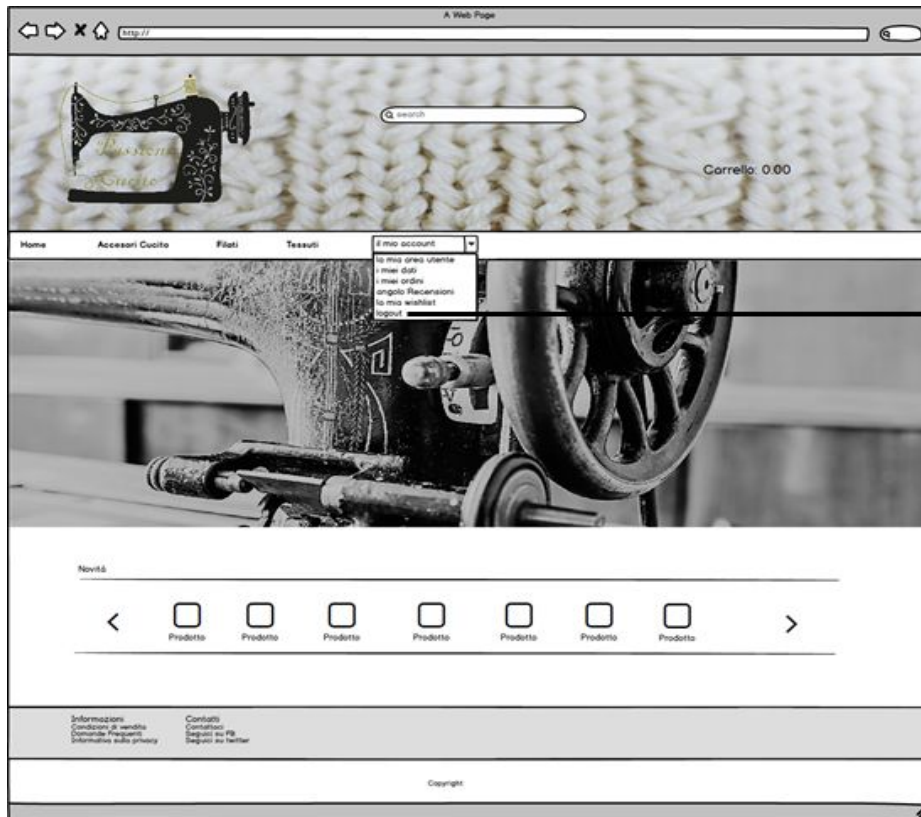 A Web Page
http://
search
Passione
Cucito
Carrello: 0.00
Home Accesori Cucito Filati Tessuti il mio account
la mia area utente
i miei dati
i miei ordini
angolo Recensioni
la mia wishlist
logout
Novità
Prodotto Prodotto Prodotto Prodotto Prodotto Prodotto Prodotto
Informazioni Contatti
Condizioni di vendita Contattaci
Domande Frequenti Seguici su FB
Informativa sulla privacy Seguici su twitter
Copyright